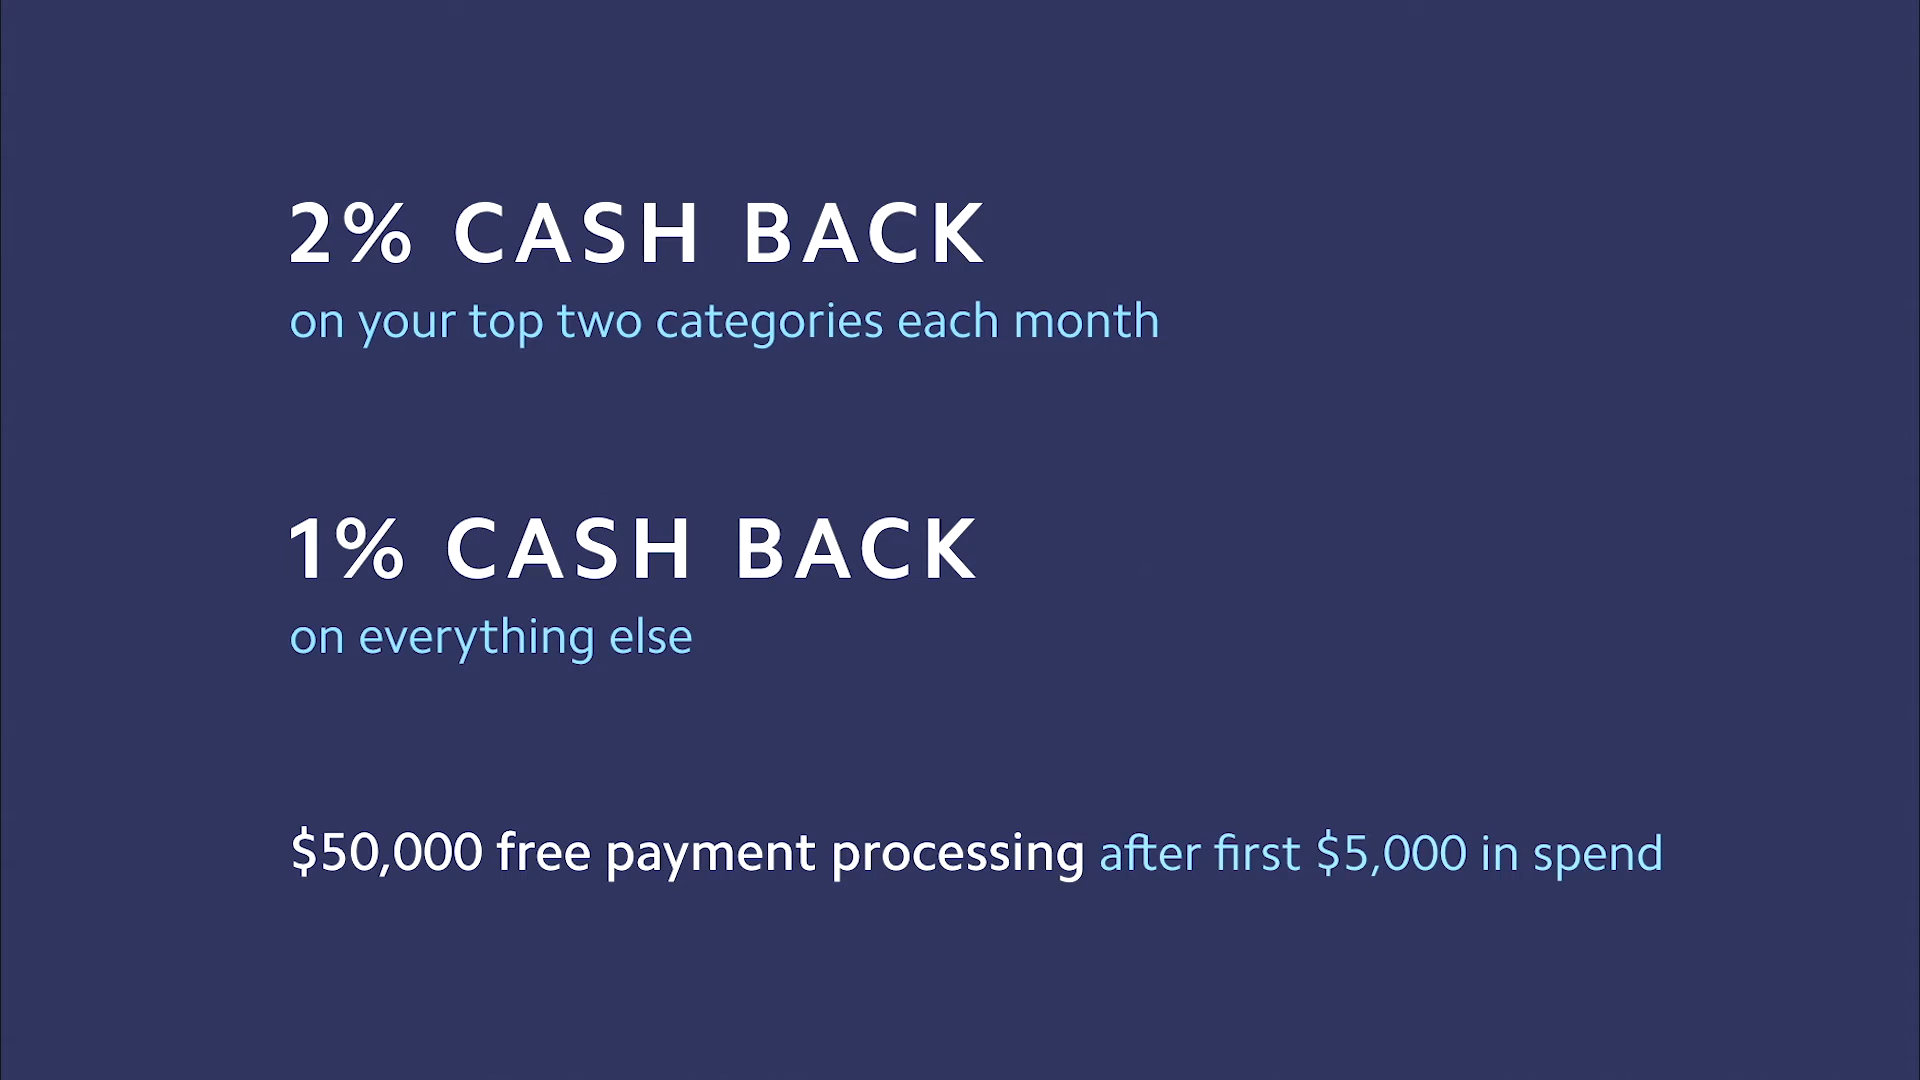 2% CASH BACK
on your top two categories each month
1% CASH BACK
on everything else
$50,000 free payment processing after first $5,000 in spend